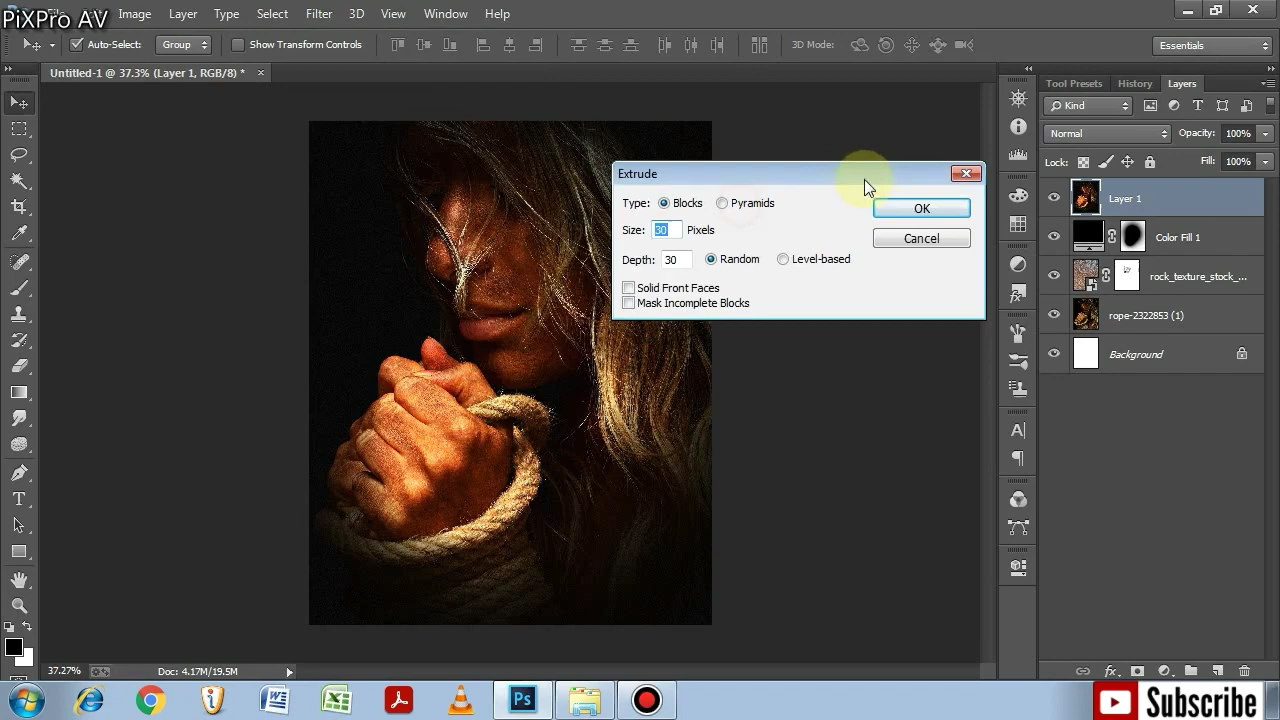 PiXPro AV
Image Layer Type Select Filter 3D View Window Help
Auto-Select: Group Show Transform Controls 3D Mode: Essentials
Untitled-1 @ 37.3% (Layer 1, RGB/8) * ×
Tool Presets History Layers
Kind
Normal Opacity: 100%
Lock: Fill: 100%
Layer 1
Color Fill 1
rock_texture_stock_...
rope-2322853 (1)
Background
Extrude
Type: Blocks Pyramids
Size: 30 Pixels
Depth: 30 Random Level-based
Solid Front Faces
Mask Incomplete Blocks
OK
Cancel
37.27% Doc: 4.17M/19.5M
Ps
Subscribe